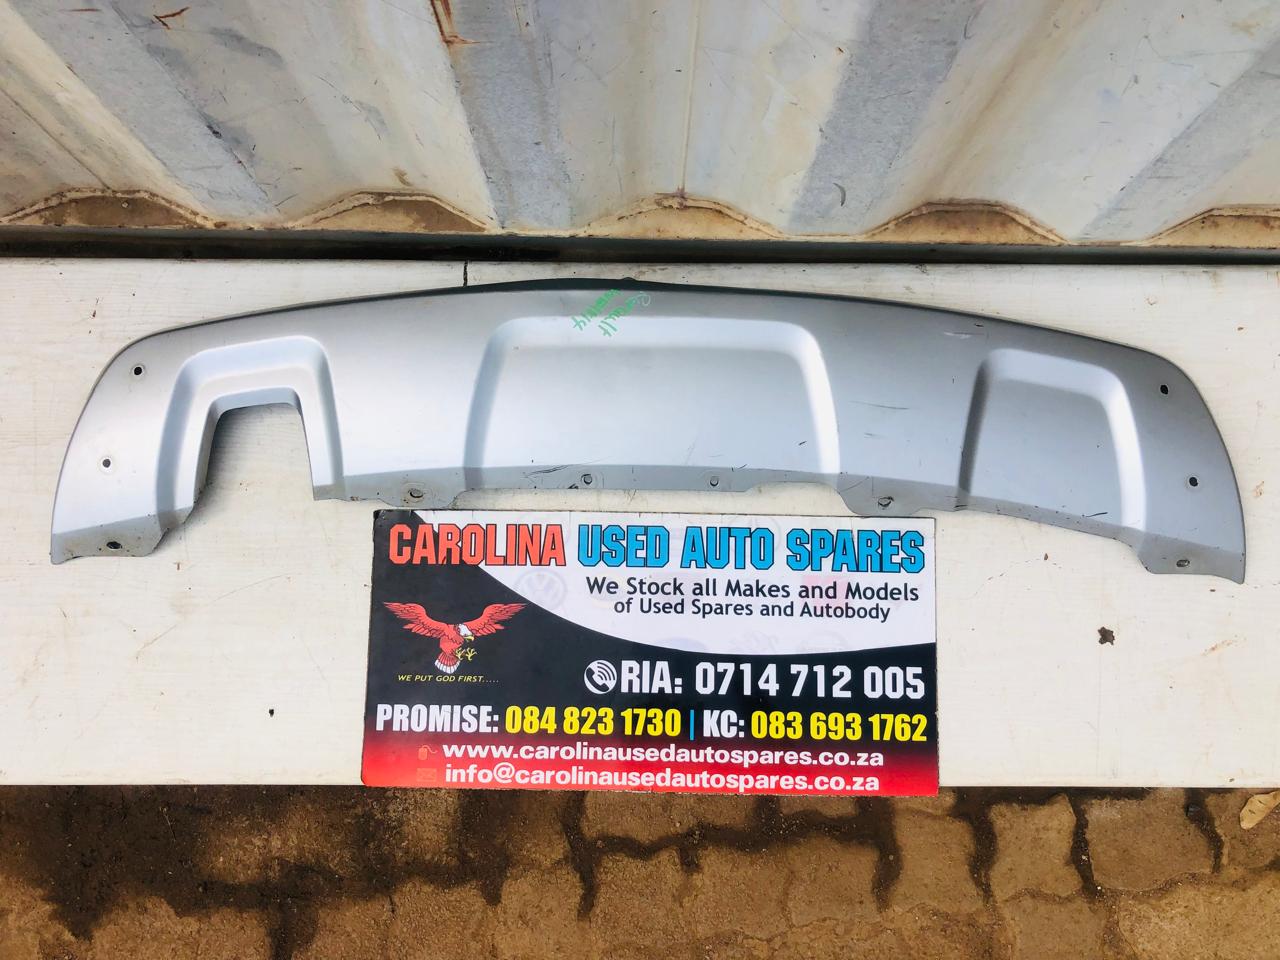 Renault
CAROLINA USED AUTO SPARES
We Stock all Makes and Models
of Used Spares and Autobody
WE PUT GOD FIRST.....
RIA: 0714 712 005
PROMISE: 084 823 1730 | KC: 083 693 1762
www.carolinausedautospares.co.za
info@carolinausedautospares.co.za